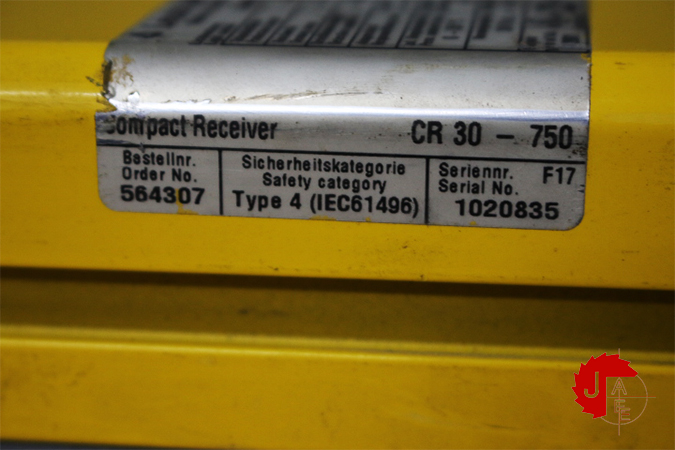 Compact Receiver CR 30 - 750
Bestellnr.
Order No.
564307
Sicherheitskategorie
Safety category
Type 4 (IEC61496)
Seriennr. F17
Serial No.
1020835
J